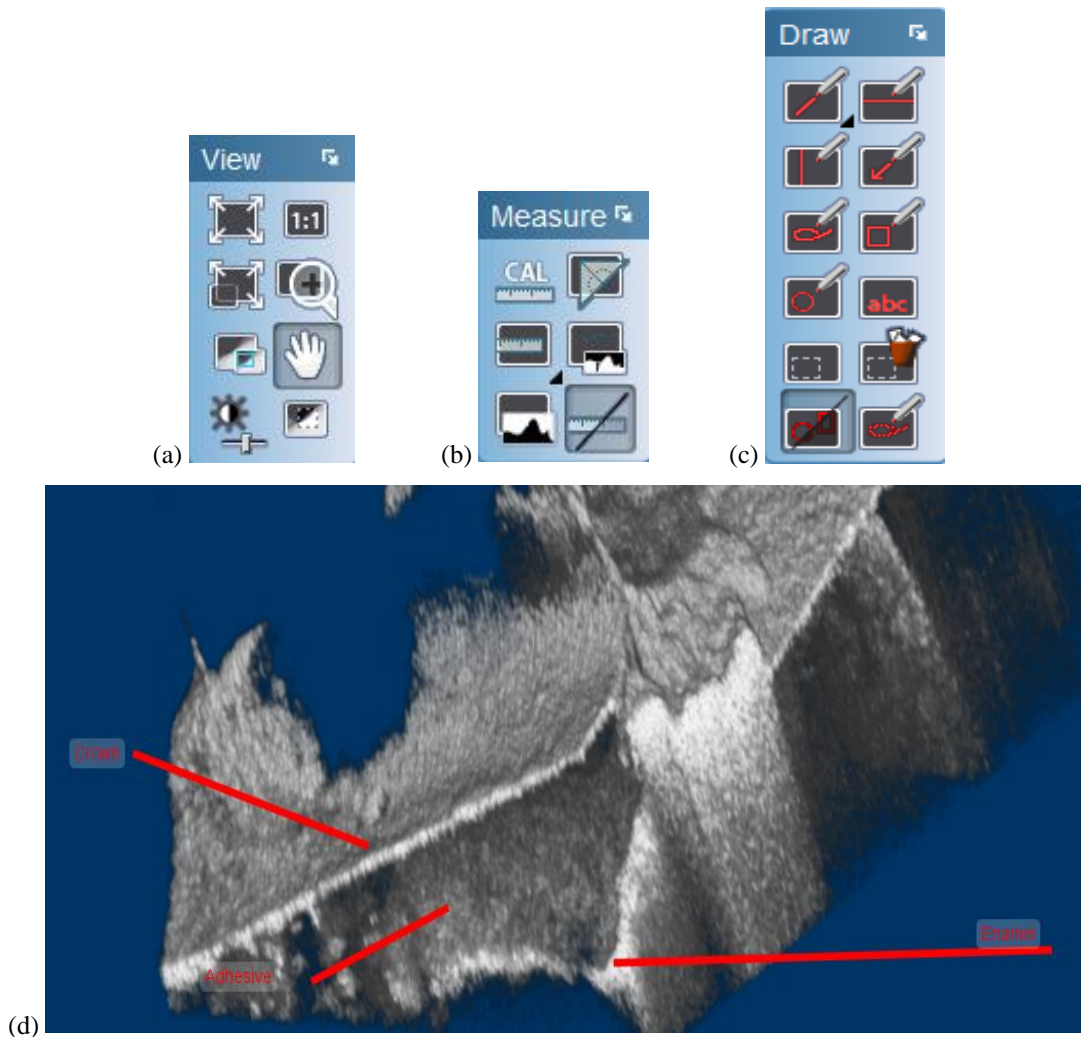 Draw
View
1:1
Measure
CAL
abc
(a)
(b)
(c)
Crown
Adhesive
Enamel
(d)